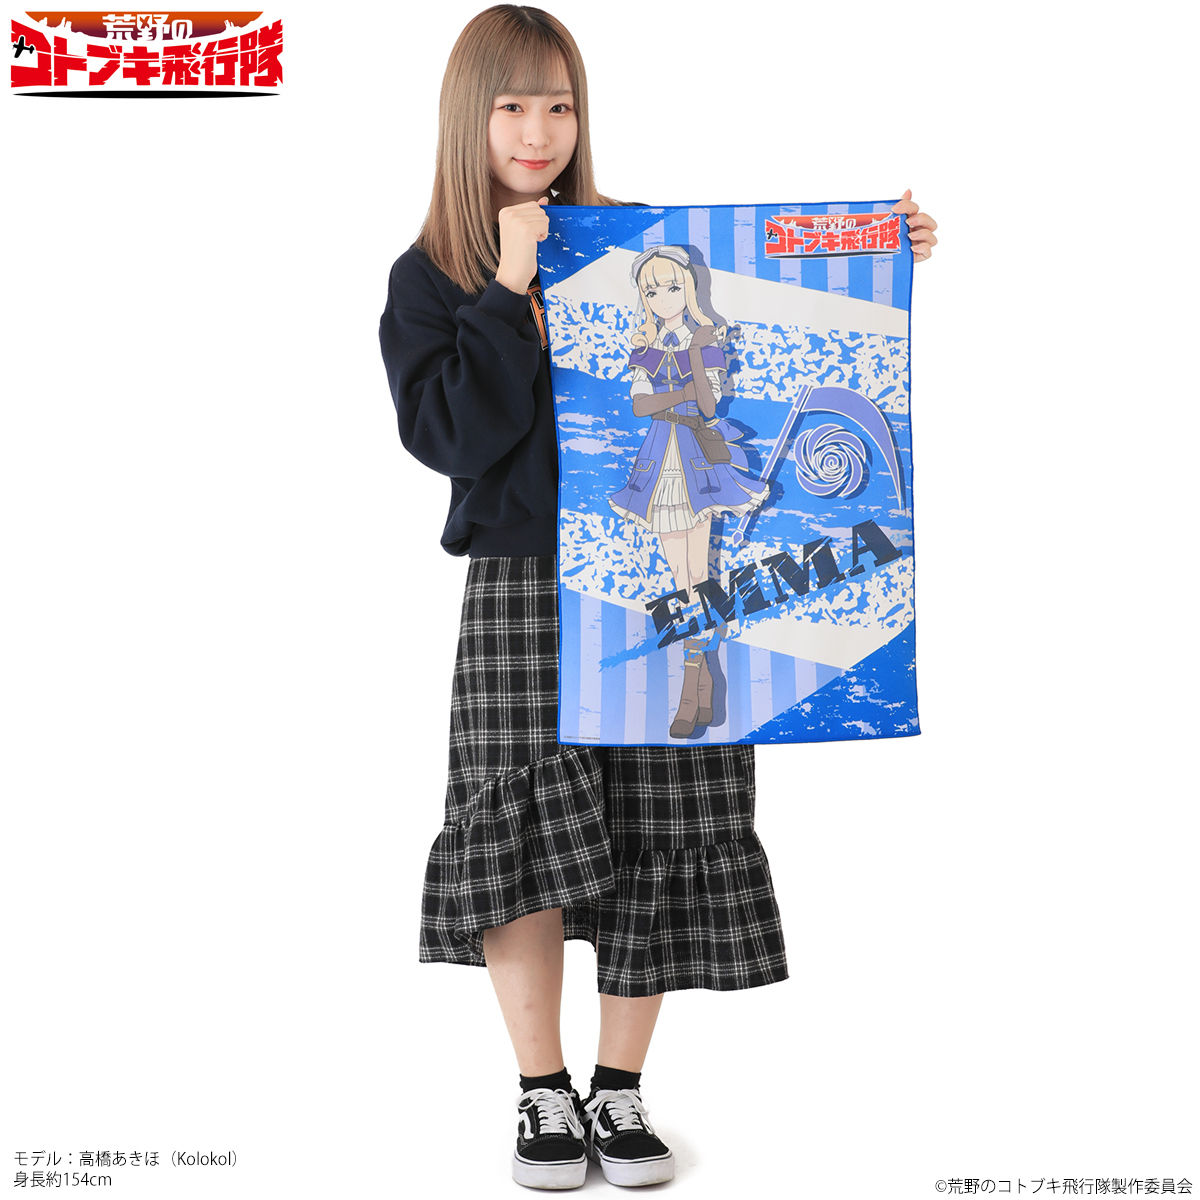 荒野の
コトブキ飛行隊
荒野の
コトブキ飛行隊
EMMA
モデル：高橋あきほ（Kolokol）
身長約154cm
©荒野のコトブキ飛行隊製作委員会